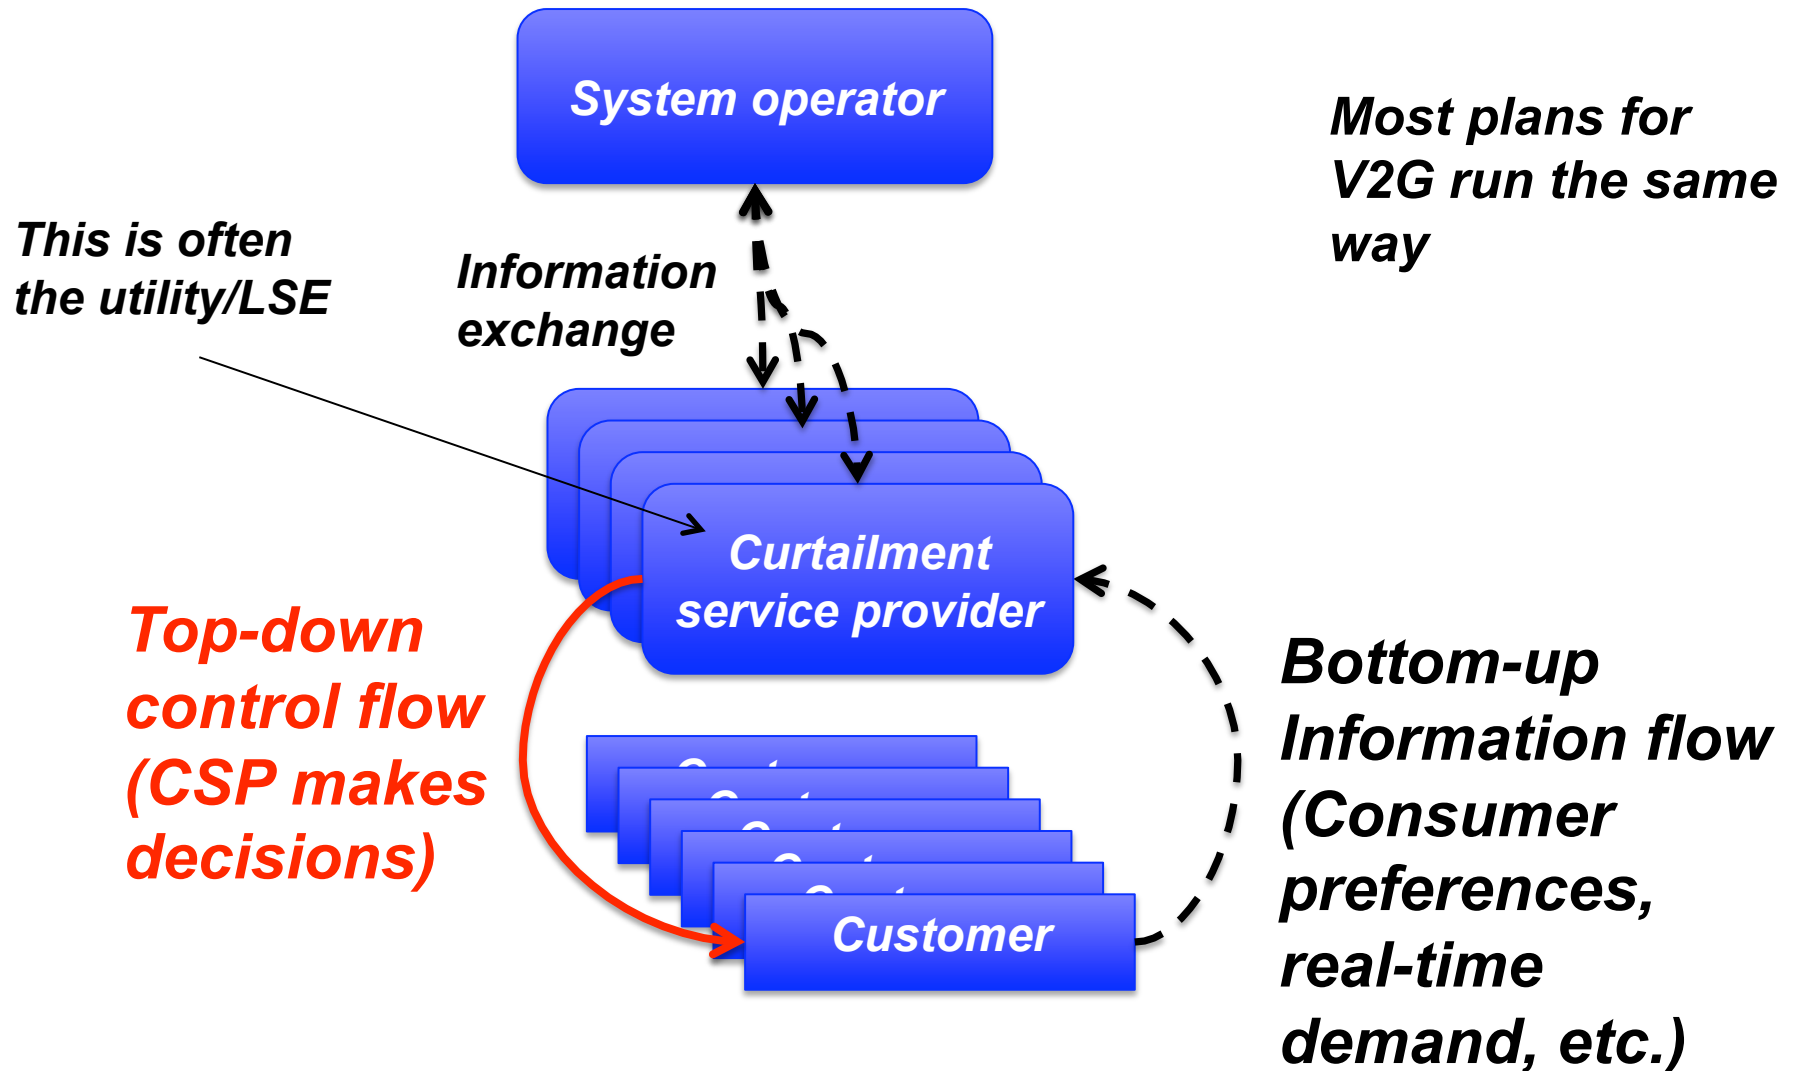 System operator
Most plans for
V2G run the same
way
This is often
the utility/LSE
Information
exchange
Curtailment
service provider
Top-down
control flow
(CSP makes
decisions)
Bottom-up
Information flow
(Consumer
preferences,
real-time
demand, etc.)
Customer